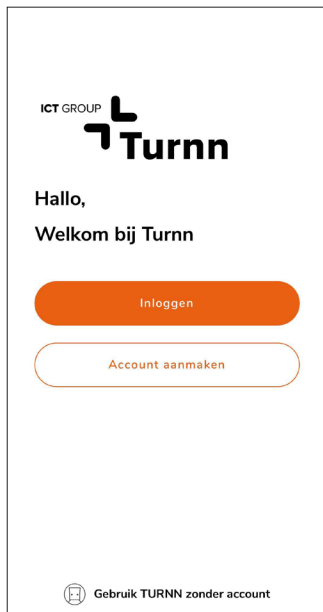 ICT GROUP
Turnn
Hallo,
Welkom bij Turnn
Inloggen
Account aanmaken
Gebruik TURNN zonder account